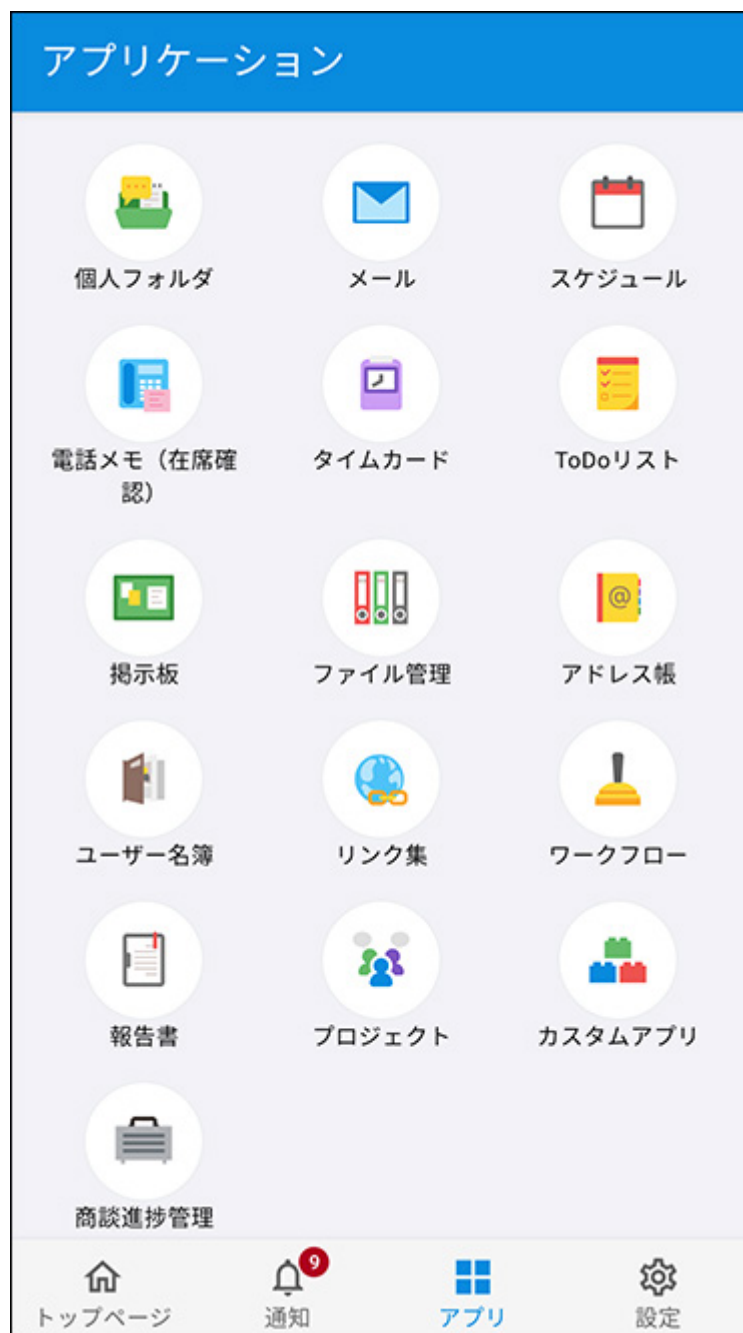 アプリケーション
個人フォルダ
メール
スケジュール
電話メモ（在席確
認）
タイムカード
ToDoリスト
掲示板
ファイル管理
@
アドレス帳
ユーザー名簿
リンク集
ワークフロー
報告書
プロジェクト
カスタムアプリ
商談進捗管理
トップページ
9
通知
アプリ
設定